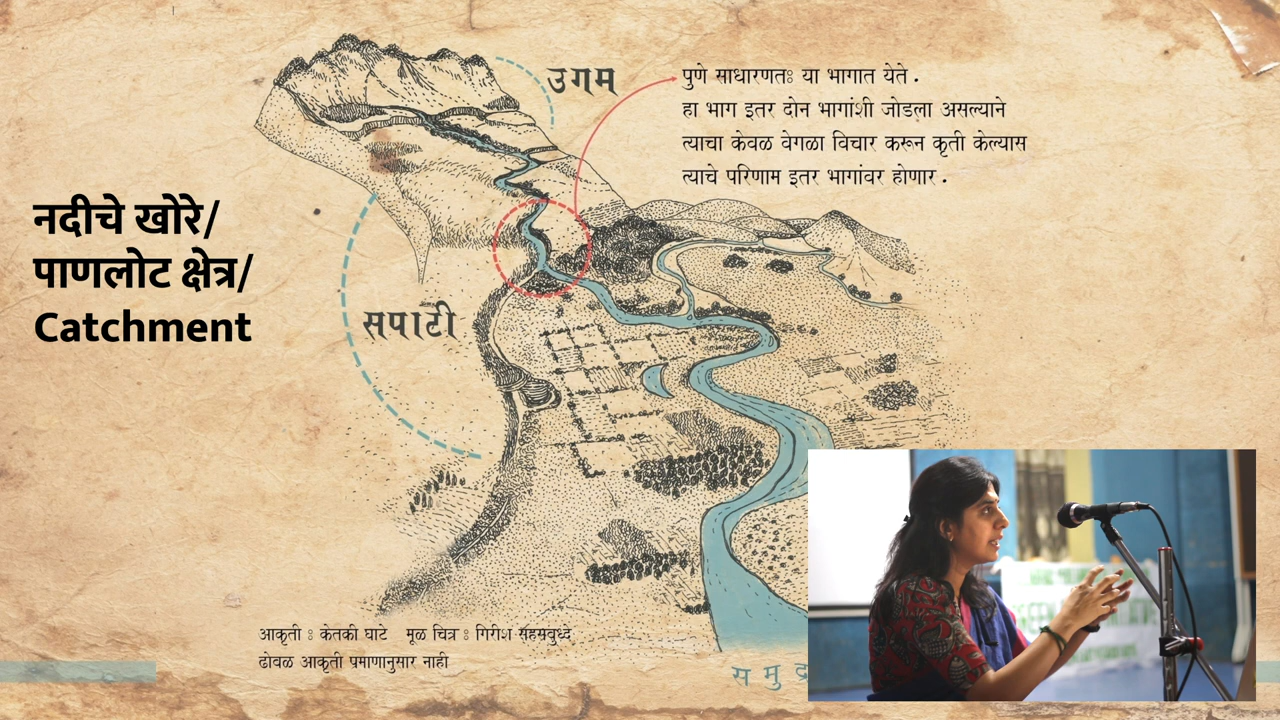 उगम
पुणे साधारणतः या भागात येते.
हा भाग इतर दोन भागांशी जोडला असल्याने
त्याचा केवळ वेगळा विचार करून कृती केल्यास
त्याचे परिणाम इतर भागांवर होणार.
नदीचे खोरे/
पाणलोट क्षेत्र/
Catchment
सपाटी
आकृती : केतकी घाटे मूळ चित्र : गिरीश सहस्रबुध्दे
ढोबळ आकृती प्रमाणानुसार नाही
समुद्र